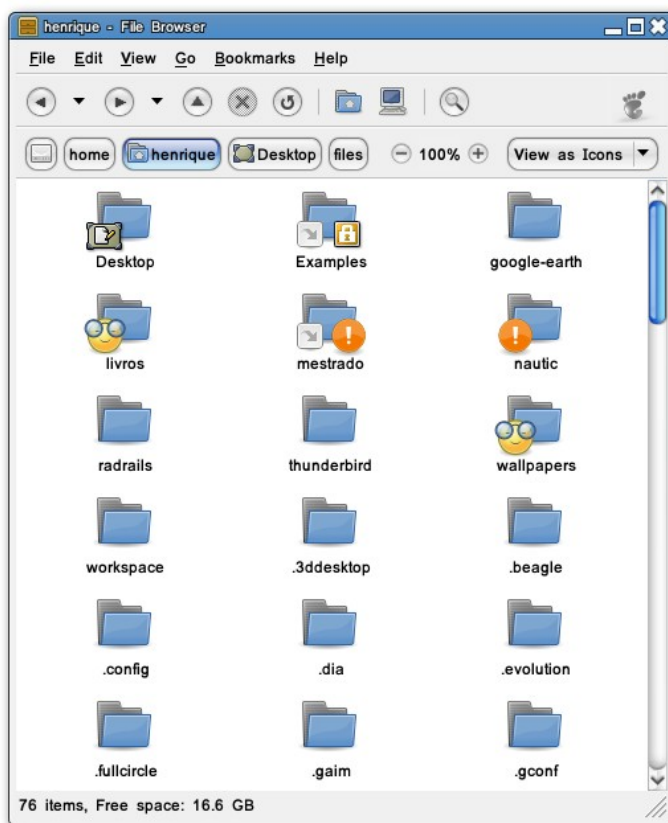 henrique - File Browser
File Edit View Go Bookmarks Help
home henrique Desktop files 100% View as Icons
Desktop Examples google-earth
livros mestrado nautic
radrails thunderbird wallpapers
workspace .3ddesktop .beagle
.config .dia .evolution
.fullcircle .gaim .gconf
76 items, Free space: 16.6 GB